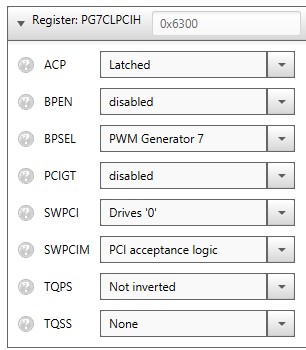 Register: PG7CLPCIH 0x6300
? ACP Latched
? BPEN disabled
? BPSEL PWM Generator 7
? PCIGT disabled
? SWPCI Drives '0'
? SWPCIM PCI acceptance logic
? TQPS Not inverted
? TQSS None